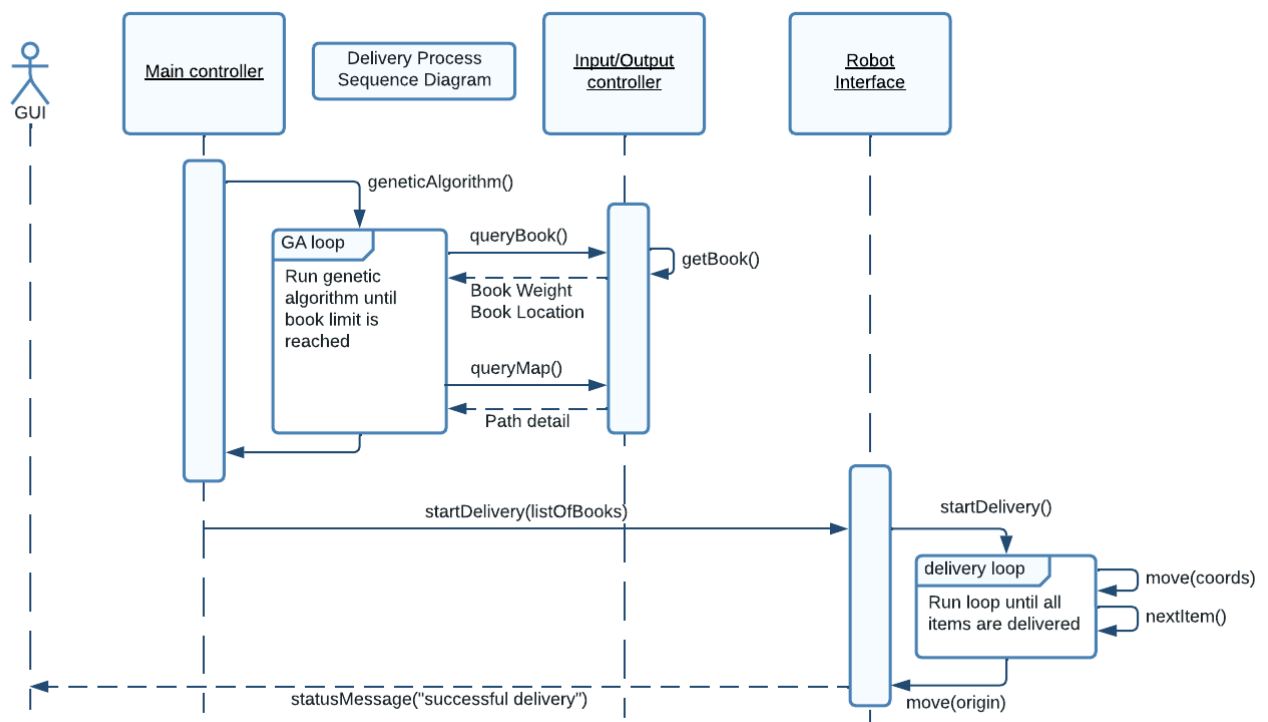 GUI
Main controller
Delivery Process
Sequence Diagram
Input/Output
controller
Robot
Interface
geneticAlgorithm()
GA loop
Run genetic
algorithm until
book limit is
reached
queryBook()
getBook()
Book Weight
Book Location
queryMap()
Path detail
startDelivery(listOfBooks)
startDelivery()
delivery loop
Run loop until all
items are delivered
move(coords)
nextItem()
move(origin)
statusMessage("successful delivery")